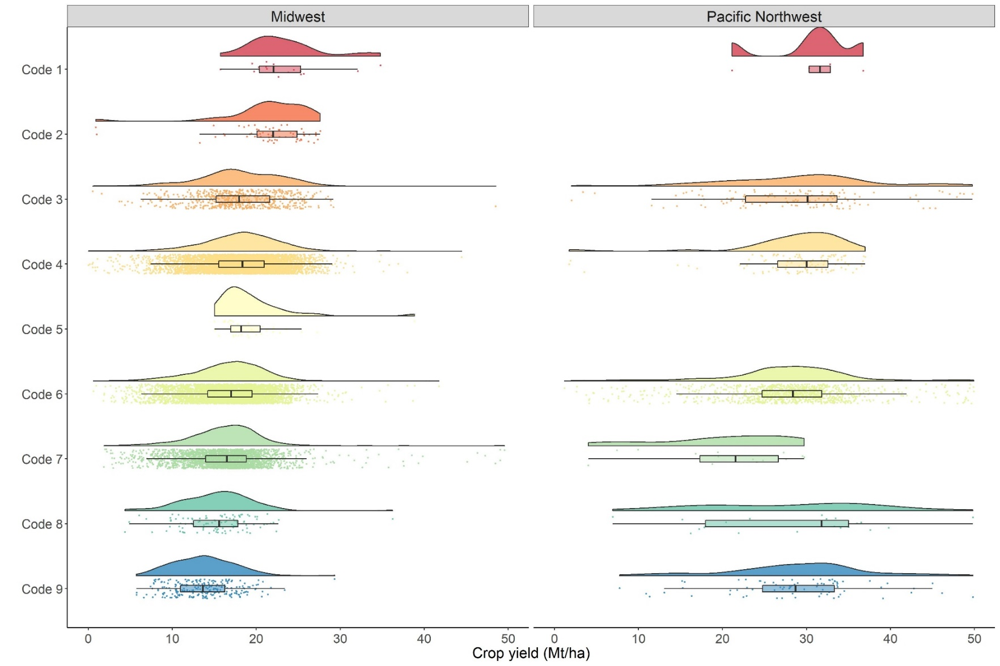 Midwest
Pacific Northwest
Code 1
Code 2
Code 3
Code 4
Code 5
Code 6
Code 7
Code 8
Code 9
0 10 20 30 40 50 0 10 20 30 40 50
Crop yield (Mt/ha)